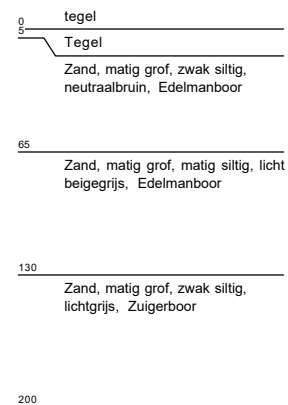 tegel
0
5
Tegel
Zand, matig grof, zwak siltig,
neutraalbruin, Edelmanboor
65
Zand, matig grof, matig siltig, licht
beigegrijs, Edelmanboor
130
Zand, matig grof, zwak siltig,
lichtgrijs, Zuigerboor
200